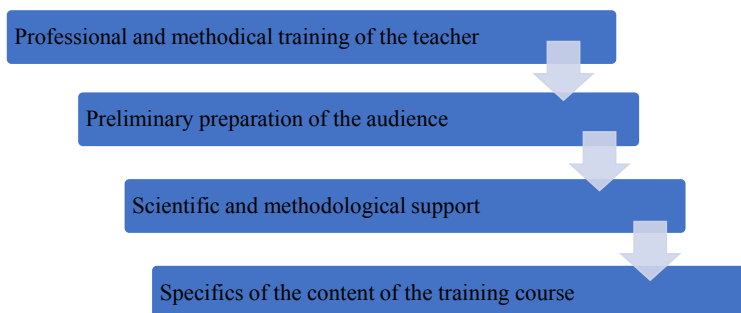 Professional and methodical training of the teacher
Preliminary preparation of the audience
Scientific and methodological support
Specifics of the content of the training course